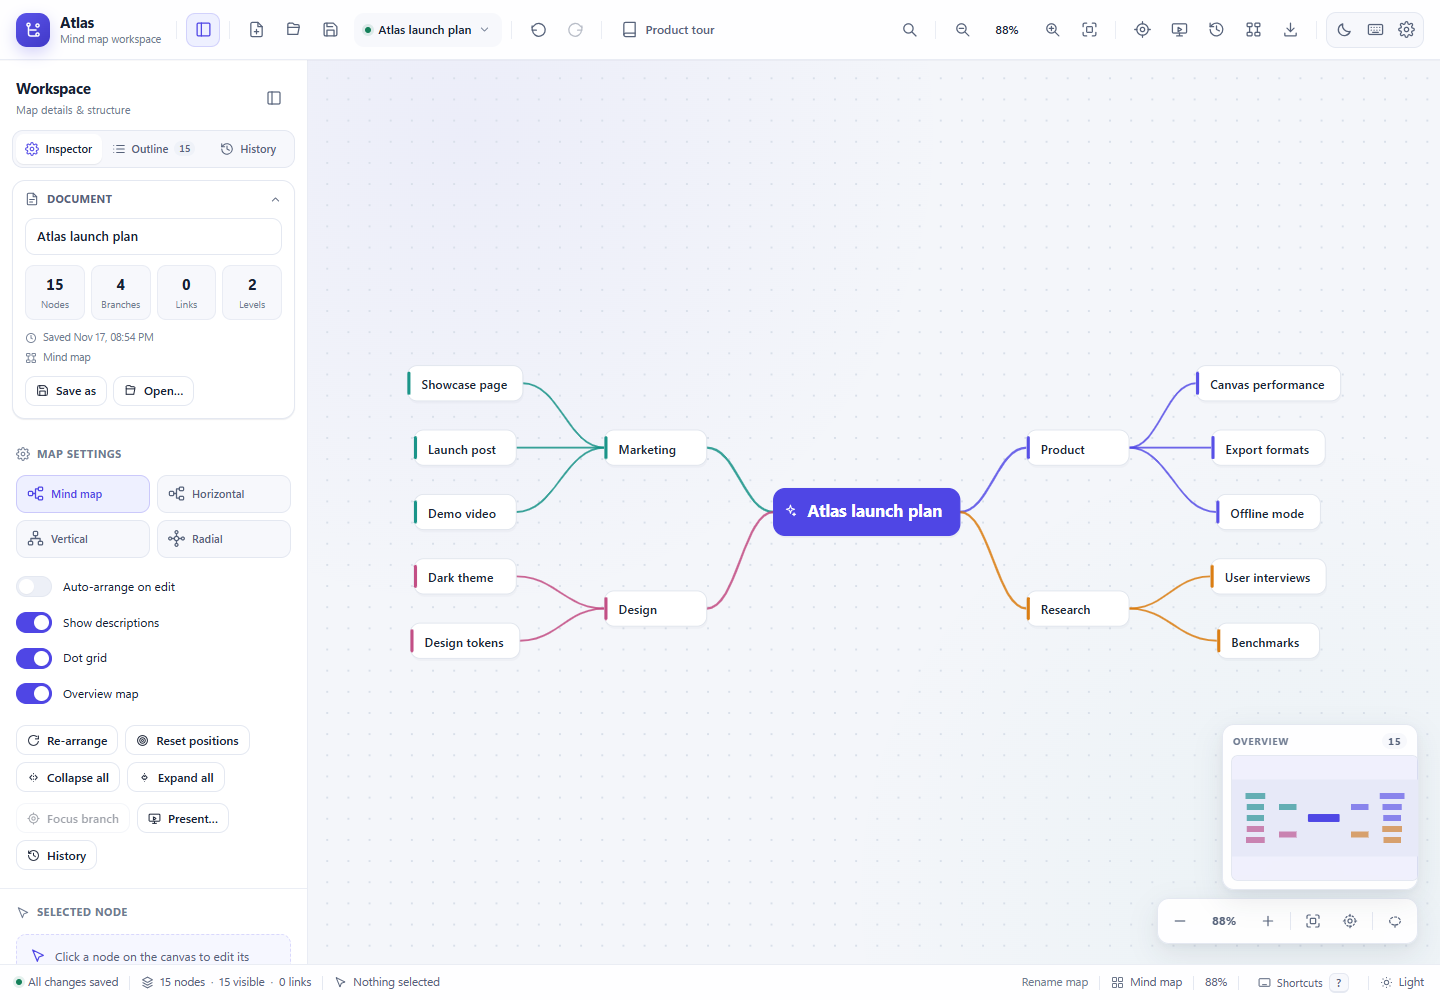 Atlas
Mind map workspace
Atlas launch plan
Product tour
88%
Workspace
Map details & structure
Inspector
Outline 15
History
DOCUMENT
Atlas launch plan
15 4 0 2
Nodes Branches Links Levels
Saved Nov 17, 08:54 PM
Mind map
Save as Open...
MAP SETTINGS
Mind map Horizontal
Vertical Radial
Auto-arrange on edit
Show descriptions
Dot grid
Overview map
Re-arrange Reset positions
Collapse all Expand all
Focus branch Present...
History
SELECTED NODE
Click a node on the canvas to edit its
Showcase page
Launch post
Demo video
Marketing
Dark theme
Design tokens
Design
Atlas launch plan
Product
Canvas performance
Export formats
Offline mode
Research
User interviews
Benchmarks
OVERVIEW 15
88%
All changes saved
15 nodes · 15 visible · 0 links
Nothing selected
Rename map
Mind map
88%
Shortcuts ?
Light